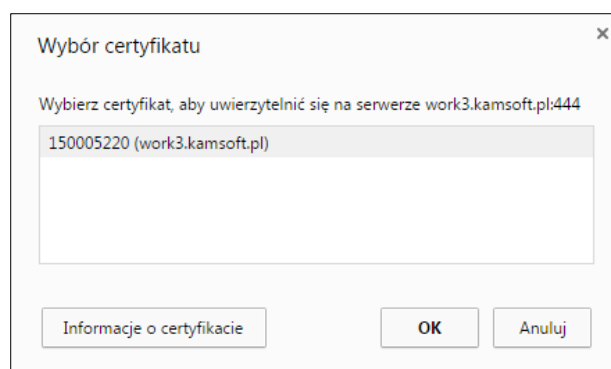 Wybór certyfikatu
Wybierz certyfikat, aby uwierzytelnić się na serwerze work3.kamsoft.pl:444
150005220 (work3.kamsoft.pl)
Informacje o certyfikacie
OK
Anuluj